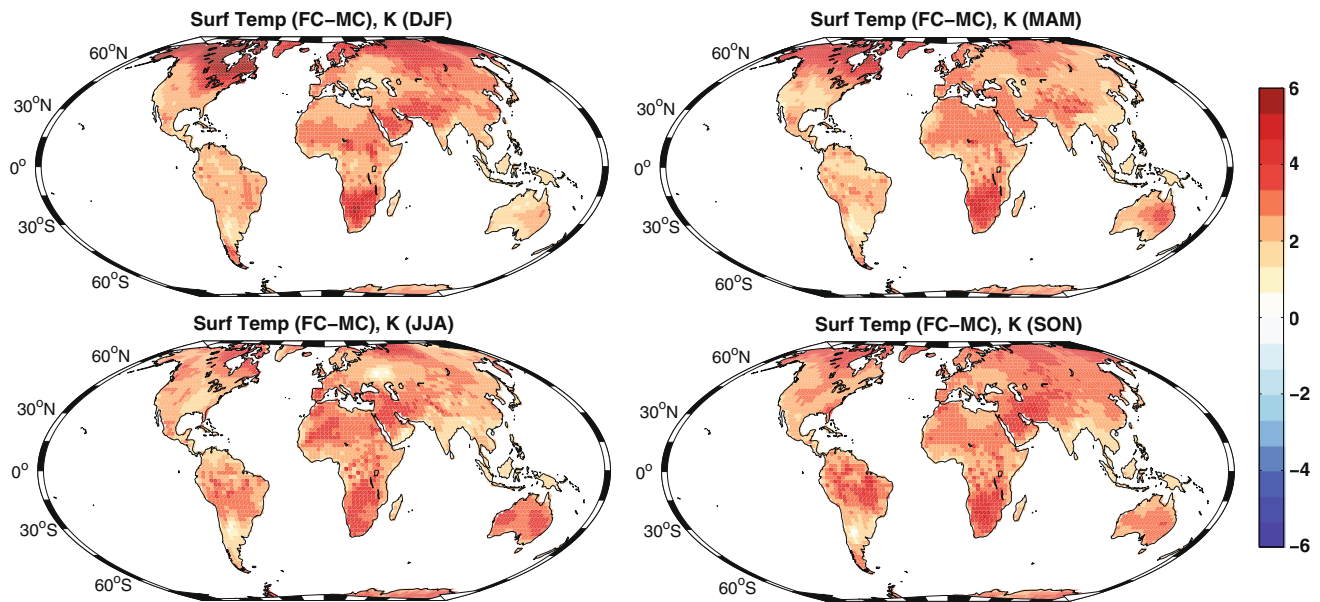 Surf Temp (FC−MC), K (DJF)
Surf Temp (FC−MC), K (MAM)
60°N
60°N
30°N
30°N
0°
0°
30°S
30°S
60°S
60°S
Surf Temp (FC−MC), K (JJA)
Surf Temp (FC−MC), K (SON)
60°N
60°N
30°N
30°N
0°
0°
30°S
30°S
60°S
60°S
6
4
2
0
−2
−4
−6